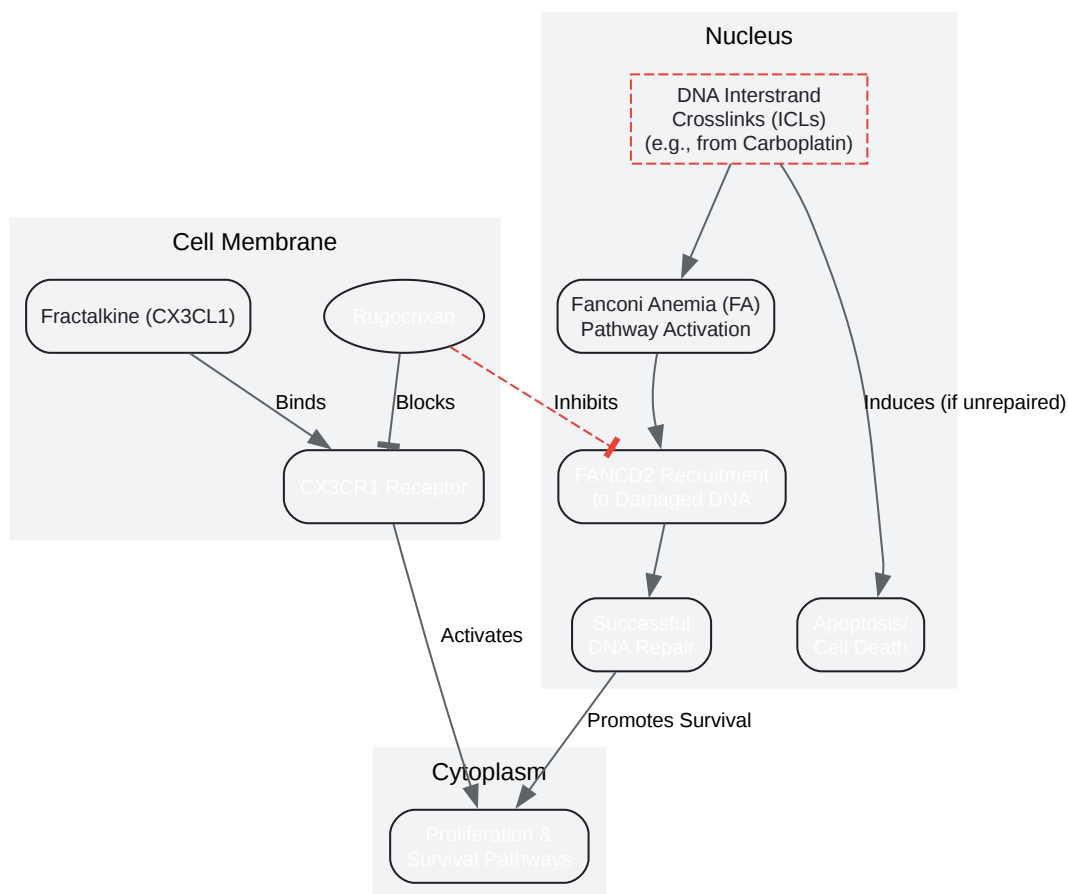 Nucleus
DNA Interstrand
Crosslinks (ICLs)
(e.g., from Carboplatin)
Cell Membrane
Fractalkine (CX3CL1)
Rugocrixan
Fanconi Anemia (FA)
Pathway Activation
Binds
Blocks
Inhibits
Induces (if unrepaired)
CX3CR1 Receptor
FANCD2 Recruitment
to Damaged DNA
Successful
DNA Repair
Apoptosis/
Cell Death
Activates
Promotes Survival
Cytoplasm
Proliferation &
Survival Pathways